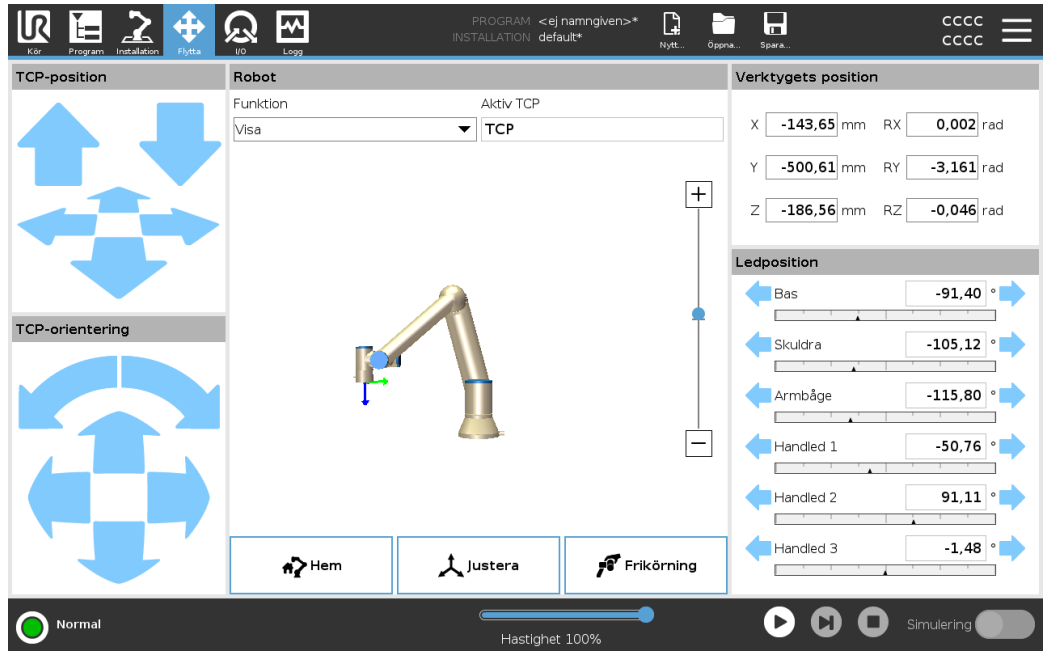 UR
Kör
Program
Installation
Flytta
I/O
Logg
PROGRAM <ej namngiven>*
INSTALLATION default*
Nytt...
Öppna...
Spara...
CCCC
CCCC
TCP-position
TCP-orientering
Robot
Funktion
Aktiv TCP
Visa
TCP
+
−
Hem
Justera
Frikörning
Verktygets position
X -143,65 mm RX 0,002 rad
Y -500,61 mm RY -3,161 rad
Z -186,56 mm RZ -0,046 rad
Ledposition
Bas -91,40 °
Skuldra -105,12 °
Armbåge -115,80 °
Handled 1 -50,76 °
Handled 2 91,11 °
Handled 3 -1,48 °
Normal
Hastighet 100%
Simulering